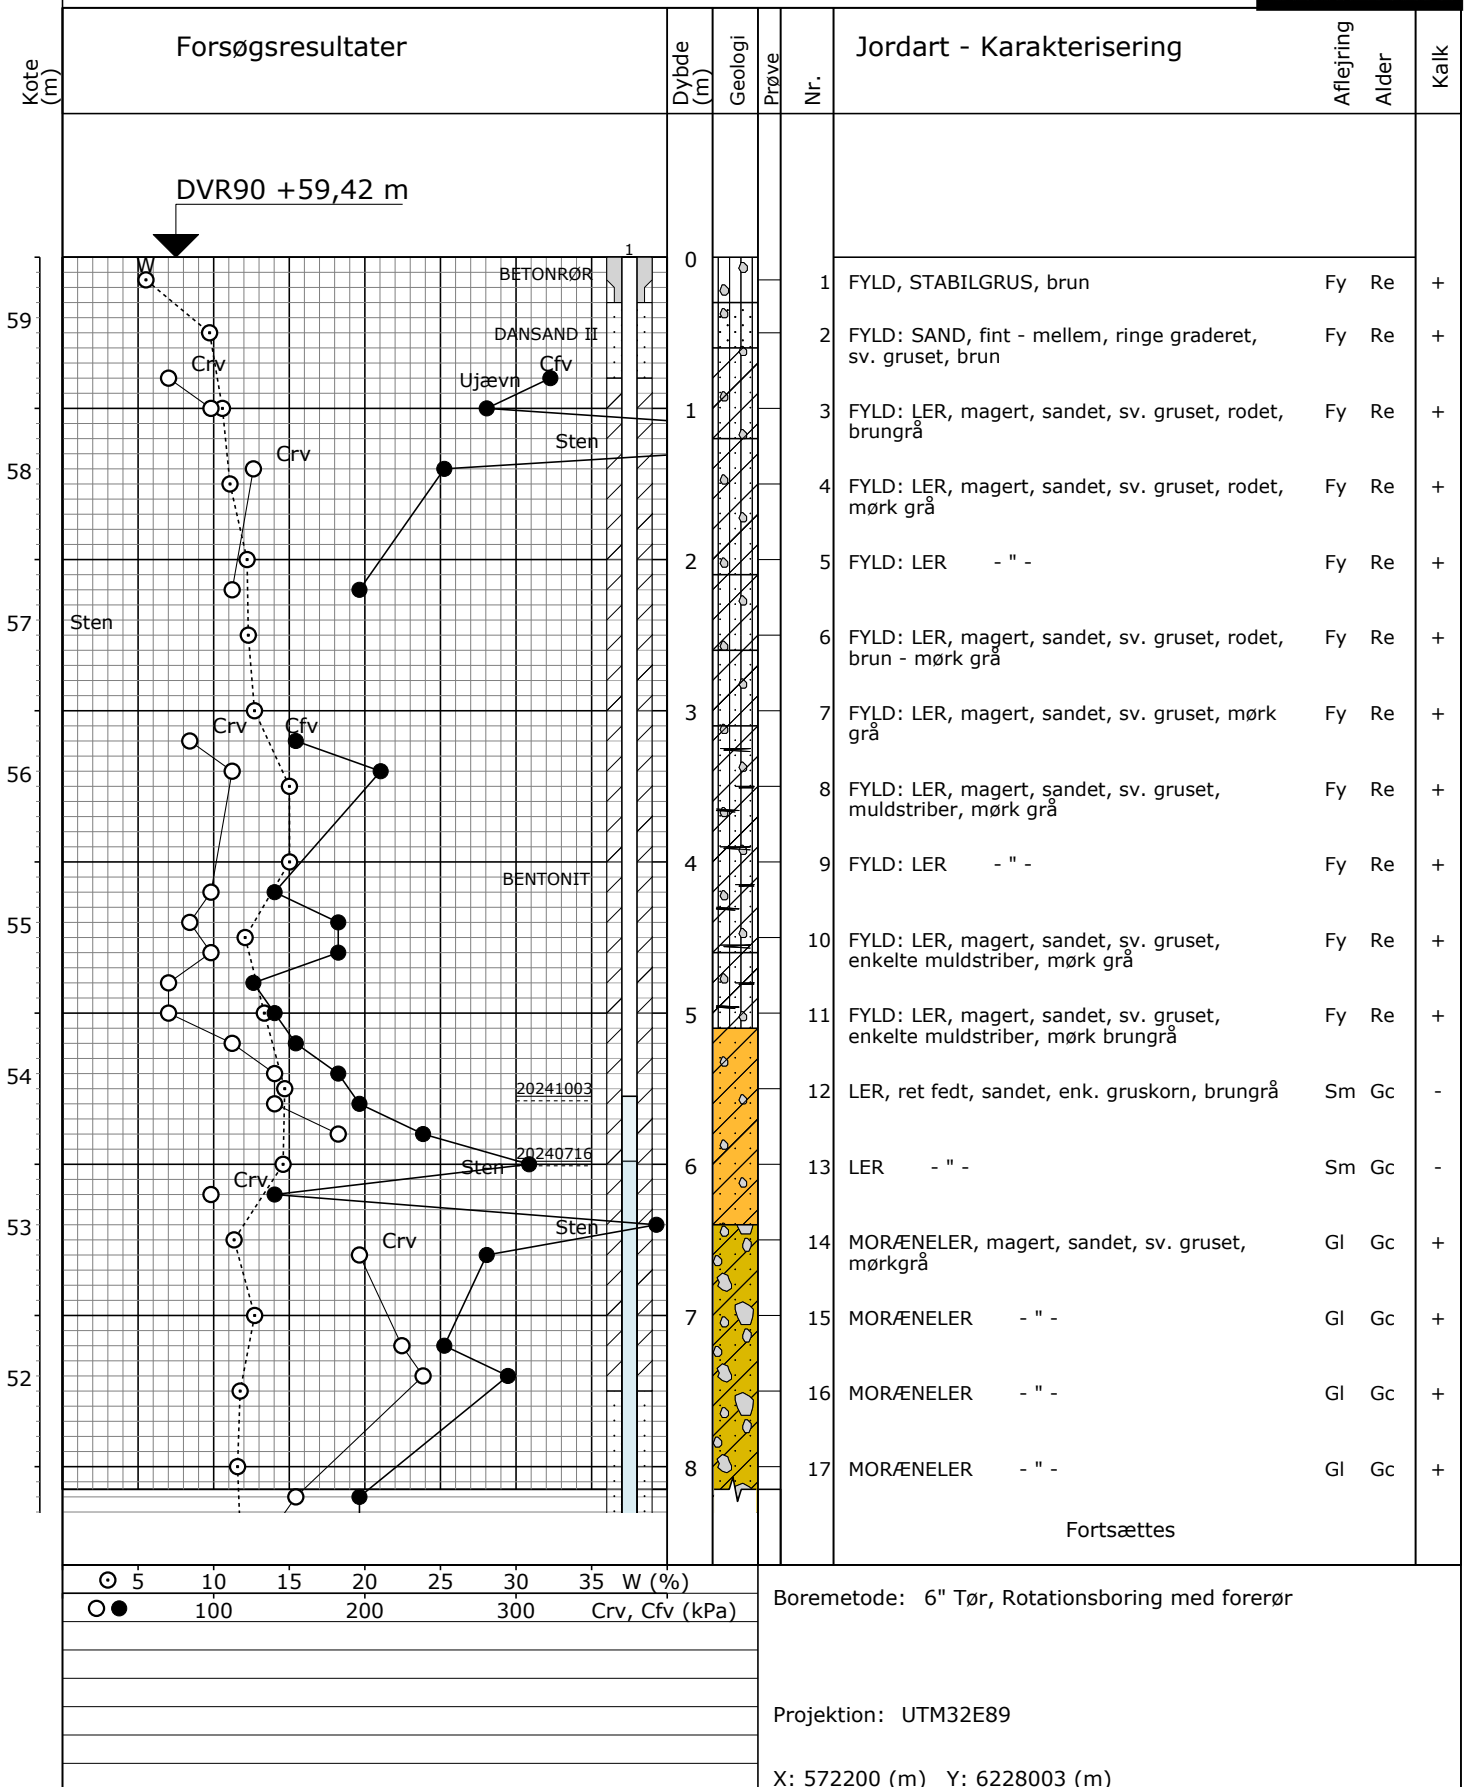 Kote (m)
Forsøgsresultater
Dybde (m)
Geologi
Prøve
Nr.
Jordart - Karakterisering
Aflejring
Alder
Kalk
DVR90 +59,42 m
W
1
BETONRØR
0
1 FYLD, STABILGRUS, brun Fy Re +
59
DANSAND II
2 FYLD: SAND, fint - mellem, ringe graderet, Fy Re +
sv. gruset, brun
Crv
Cfv
Ujævn
1
3 FYLD: LER, magert, sandet, sv. gruset, rodet, Fy Re +
brungrå
Sten
Crv
58
4 FYLD: LER, magert, sandet, sv. gruset, rodet, Fy Re +
mørk grå
2
5 FYLD: LER - " - Fy Re +
57
Sten
6 FYLD: LER, magert, sandet, sv. gruset, rodet, Fy Re +
brun - mørk grå
3
Crv Cfv
7 FYLD: LER, magert, sandet, sv. gruset, mørk Fy Re +
grå
56
8 FYLD: LER, magert, sandet, sv. gruset, Fy Re +
muldstriber, mørk grå
4
BENTONIT
9 FYLD: LER - " - Fy Re +
55
10 FYLD: LER, magert, sandet, sv. gruset, Fy Re +
enkelte muldstriber, mørk grå
5
11 FYLD: LER, magert, sandet, sv. gruset, Fy Re +
enkelte muldstriber, mørk brungrå
54
20241003
12 LER, ret fedt, sandet, enk. gruskorn, brungrå Sm Gc -
20240716
Sten
6
13 LER - " - Sm Gc -
Crv
53
Sten
Crv
14 MORÆNELER, magert, sandet, sv. gruset, Gl Gc +
mørkgrå
7
15 MORÆNELER - " - Gl Gc +
52
16 MORÆNELER - " - Gl Gc +
8
17 MORÆNELER - " - Gl Gc +
Fortsættes
5 10 15 20 25 30 35 W (%)
100 200 300 Crv, Cfv (kPa)
Boremetode: 6" Tør, Rotationsboring med forerør
Projektion: UTM32E89
X: 572200 (m) Y: 6228003 (m)